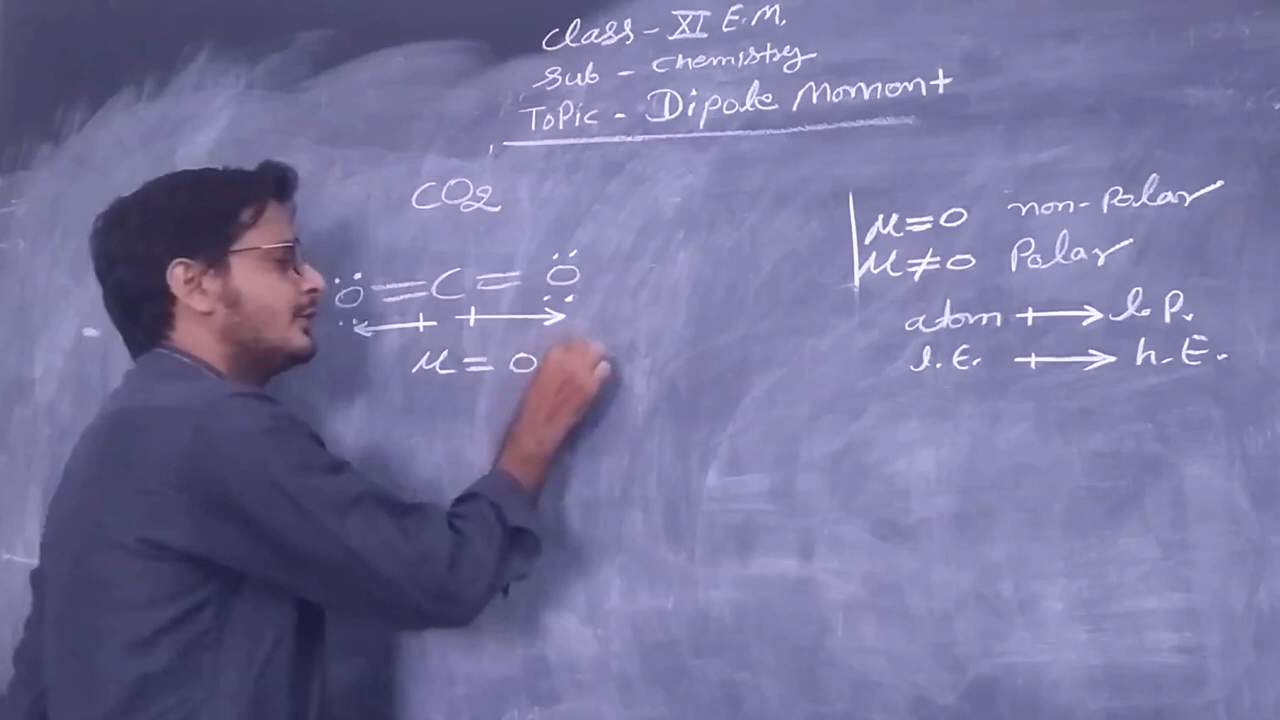 Class - XI E.M.
Sub - Chemistry
Topic - Dipole Moment
CO2
Ö = C = Ö
μ = 0
μ = 0 non-polar
μ ≠ 0 Polar
atom ⟼ l.P.
l.E. ⟼ h.E.